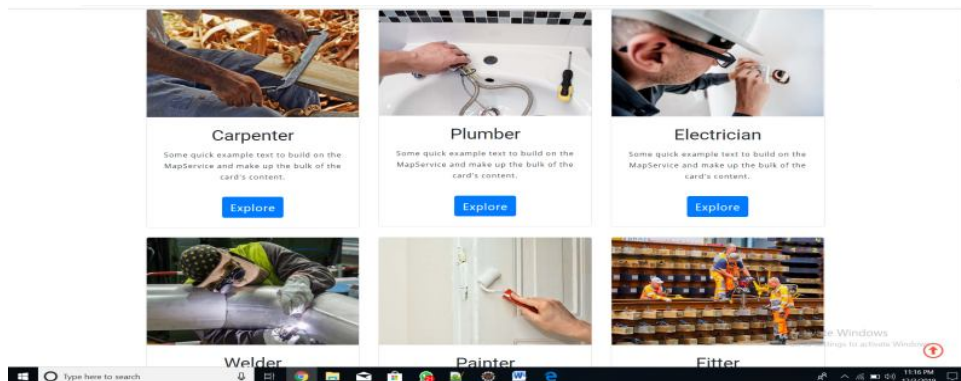 Carpenter
Some quick example text to build on the
MapService and make up the bulk of the
card's content.
Explore
Plumber
Some quick example text to build on the
MapService and make up the bulk of the
card's content.
Explore
Electrician
Some quick example text to build on the
MapService and make up the bulk of the
card's content.
Explore
Welder
Painter
Fitter
Windows
to activate Windows
Type here to search
11:16 PM